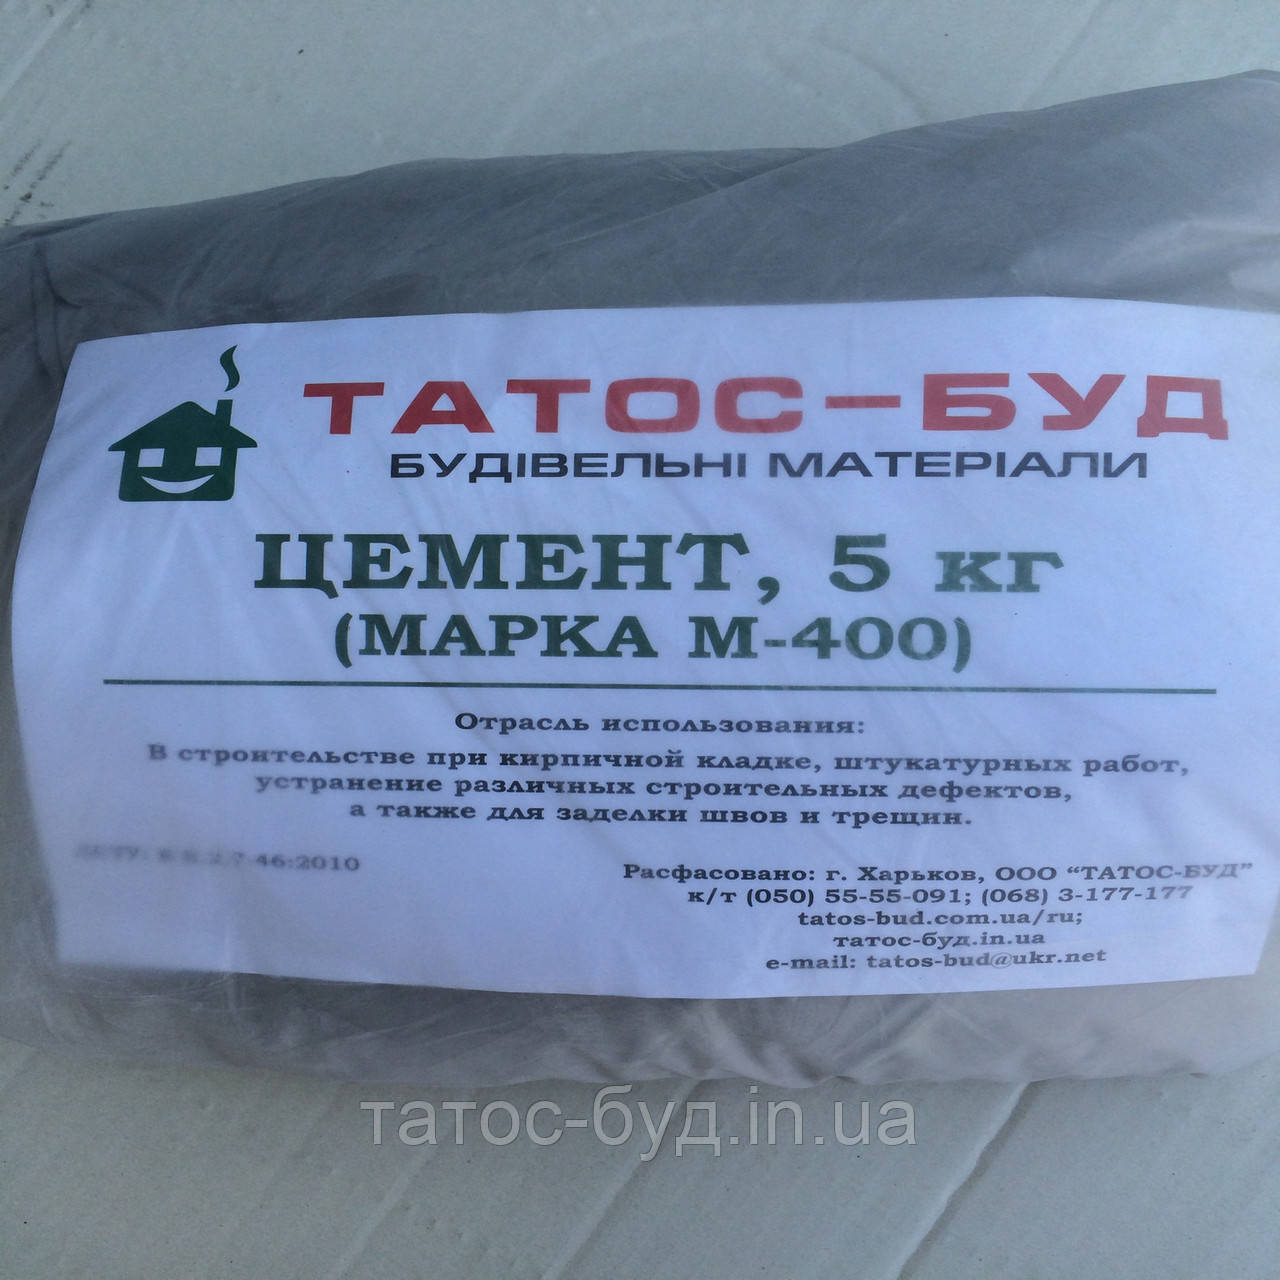 ТАТОС-БУД
БУДІВЕЛЬНІ МАТЕРІАЛИ
ЦЕМЕНТ, 5 кг
(МАРКА М-400)
Отрасль использования:
В строительстве при кирпичной кладке, штукатурных работ,
устранение различных строительных дефектов,
а также для заделки швов и трещин.
46:2010
Расфасовано: г. Харьков, ООО “ТАТОС-БУД”
к/т (050) 55-55-091; (068) 3-177-177
tatos-bud.com.ua/ru;
татос-буд.in.ua
e-mail: tatos-bud@ukr.net
татос-буд.in.ua